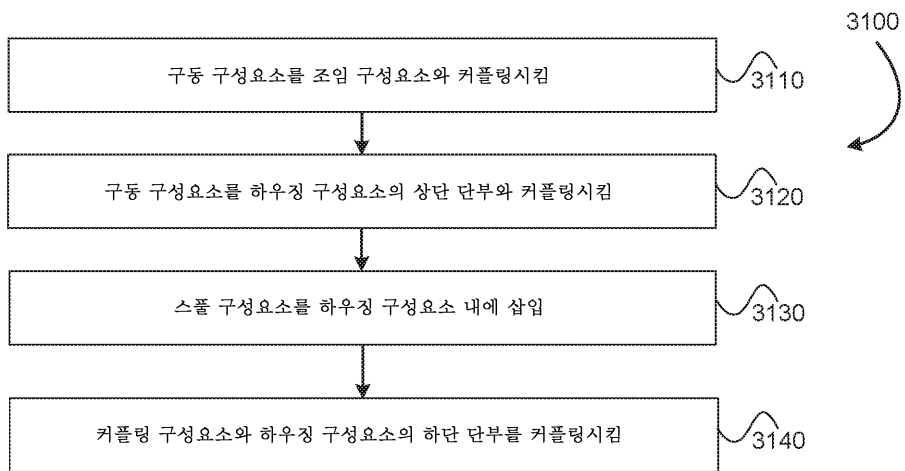 3100
구동 구성요소를 조임 구성요소와 커플링시킴
3110
구동 구성요소를 하우징 구성요소의 상단 단부와 커플링시킴
3120
스풀 구성요소를 하우징 구성요소 내에 삽입
3130
커플링 구성요소와 하우징 구성요소의 하단 단부를 커플링시킴
3140